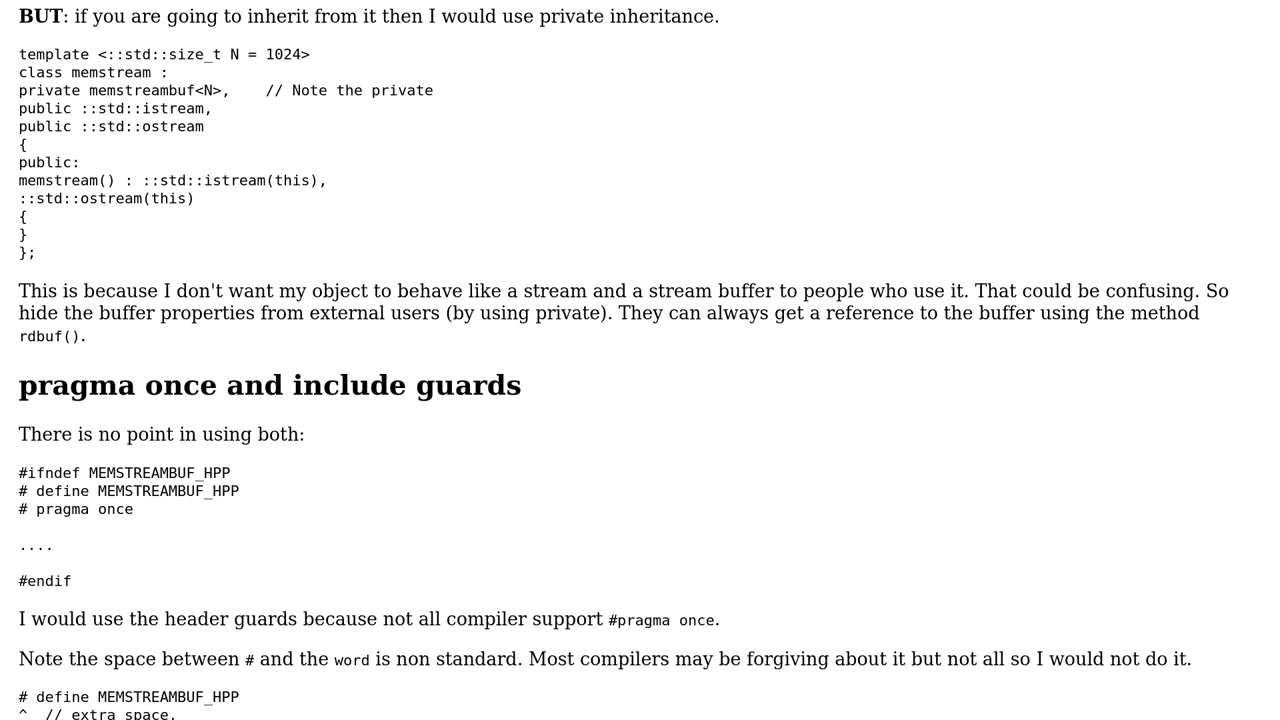 BUT: if you are going to inherit from it then I would use private inheritance.
template <::std::size_t N = 1024>
class memstream :
private memstreambuf<N>,    // Note the private
public ::std::istream,
public ::std::ostream
{
public:
memstream() : ::std::istream(this),
::std::ostream(this)
{
}
};
This is because I don't want my object to behave like a stream and a stream buffer to people who use it. That could be confusing. So
hide the buffer properties from external users (by using private). They can always get a reference to the buffer using the method
rdbuf().
pragma once and include guards
There is no point in using both:
#ifndef MEMSTREAMBUF_HPP
# define MEMSTREAMBUF_HPP
# pragma once
....
#endif
I would use the header guards because not all compiler support #pragma once.
Note the space between # and the word is non standard. Most compilers may be forgiving about it but not all so I would not do it.
# define MEMSTREAMBUF_HPP
^  // extra space.